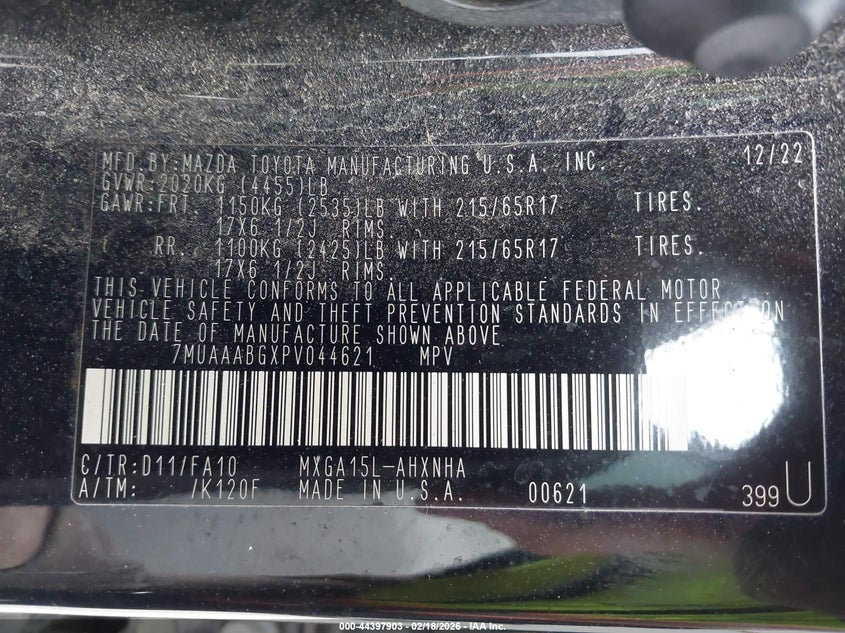 MFD.BY:MAZDA TOYOTA MANUFACTURING U.S.A. INC. 12/22
GVWR:2020KG (4455)LB
GAWR:FRT. 1150KG (2535)LB WITH 215/65R17 TIRES.
17X6 1/2J RIMS.
( RR. 1100KG (2425)LB WITH 215/65R17 TIRES.
17X6 1/2J RIMS.
THIS VEHICLE CONFORMS TO ALL APPLICABLE FEDERAL MOTOR
VEHICLE SAFETY AND THEFT PREVENTION STANDARDS IN EFFECT ON
THE DATE OF MANUFACTURE SHOWN ABOVE
7MUAAABGXPV044621 MPV
C/TR:D11/FA10 MXGA15L-AHXNHA
A/TM: /K120F MADE IN U.S.A. 00621 399U
000-44397903 - 02/18/2026 - IAA Inc.